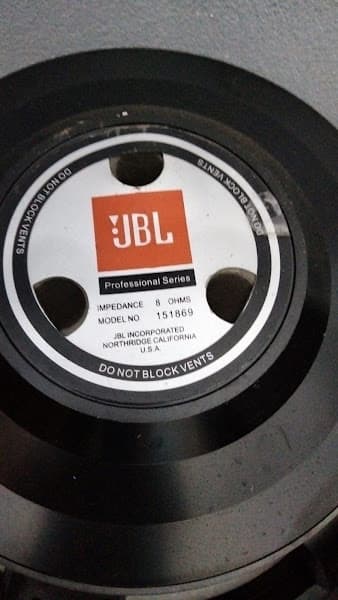 DO NOT BLOCK VENTS
DO NOT BLOCK VENTS
JBL
Professional Series
IMPEDANCE 8 OHMS
MODEL NO 151869
JBL INCORPORATED
NORTHRIDGE CALIFORNIA
U.S.A.
DO NOT BLOCK VENTS